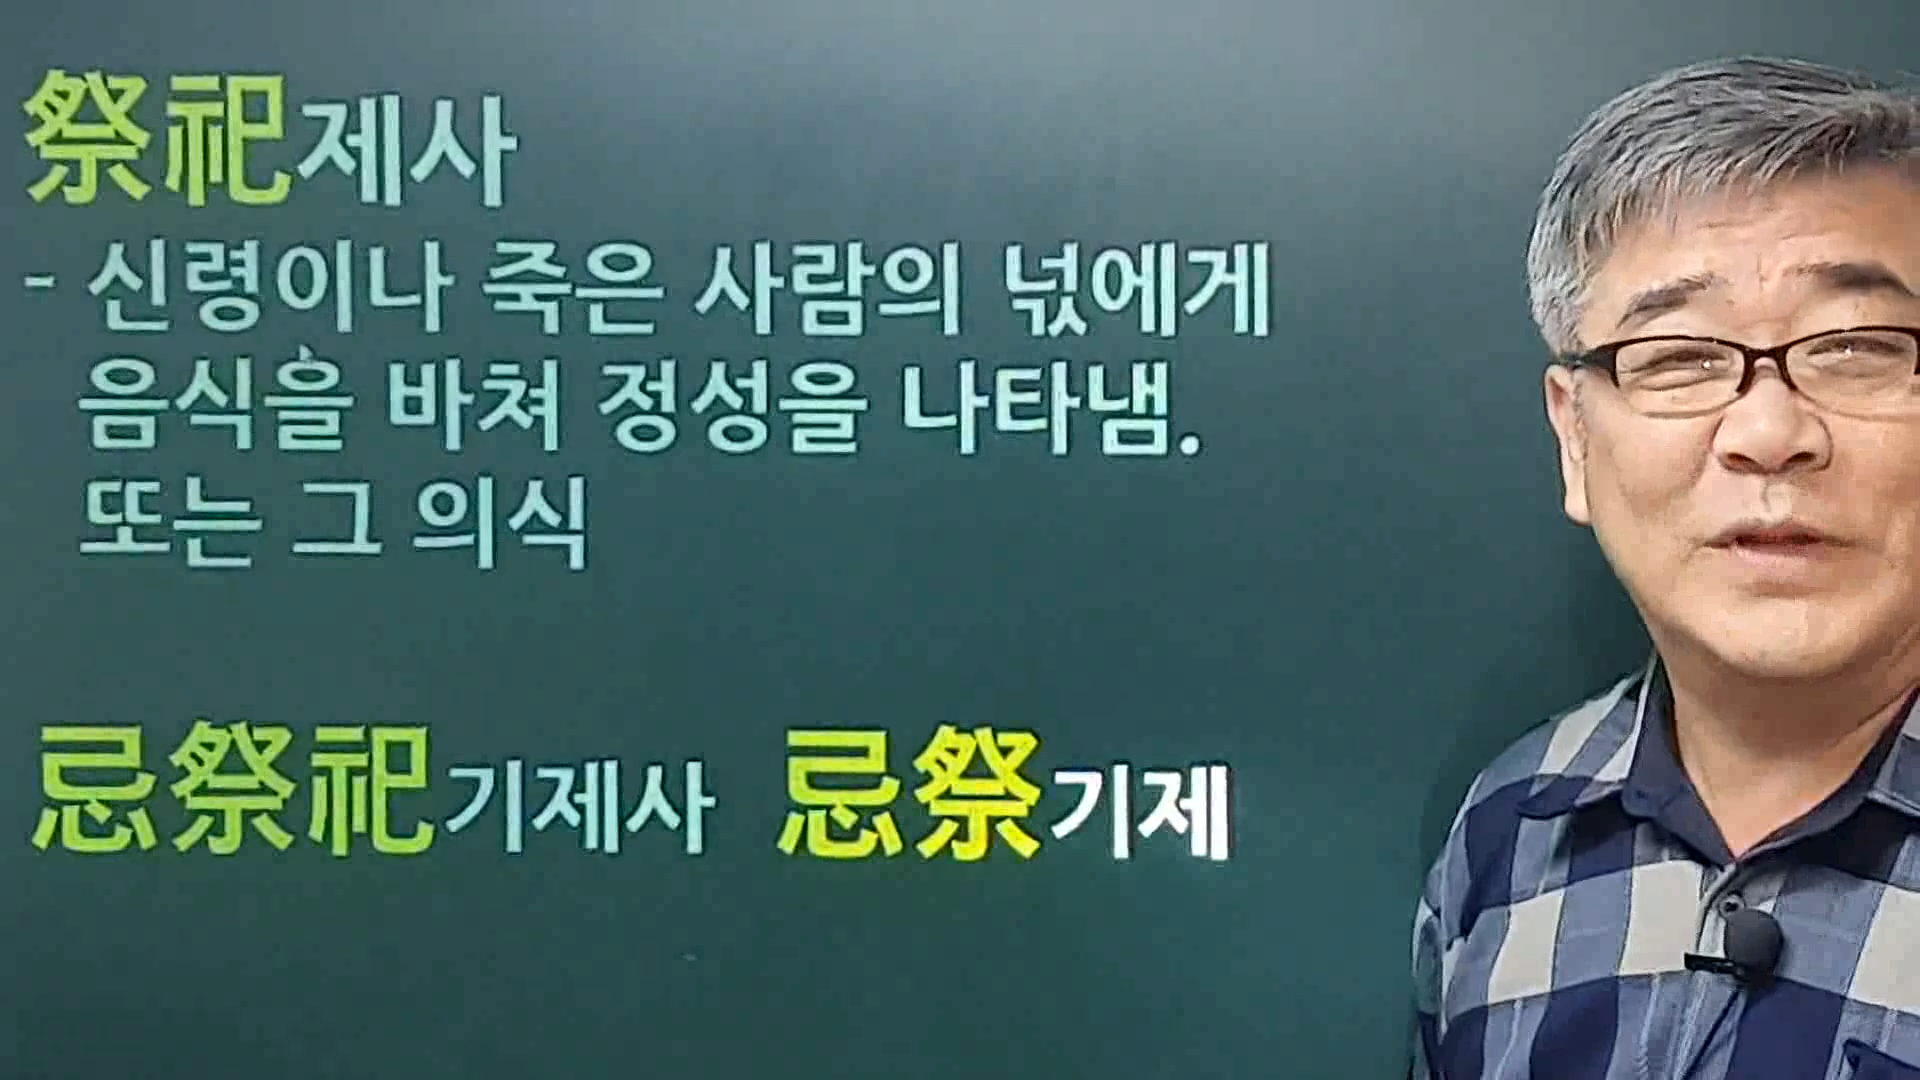 祭祀제사
- 신령이나 죽은 사람의 넋에게
음식을 바쳐 정성을 나타냄.
또는 그 의식
忌祭祀기제사 忌祭기제